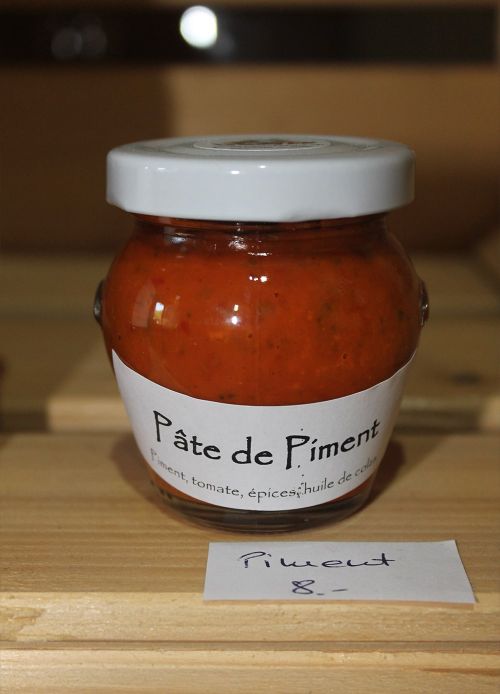 Pâte de Piment
Piment, tomate, épices, huile de colza
Piment
8.-